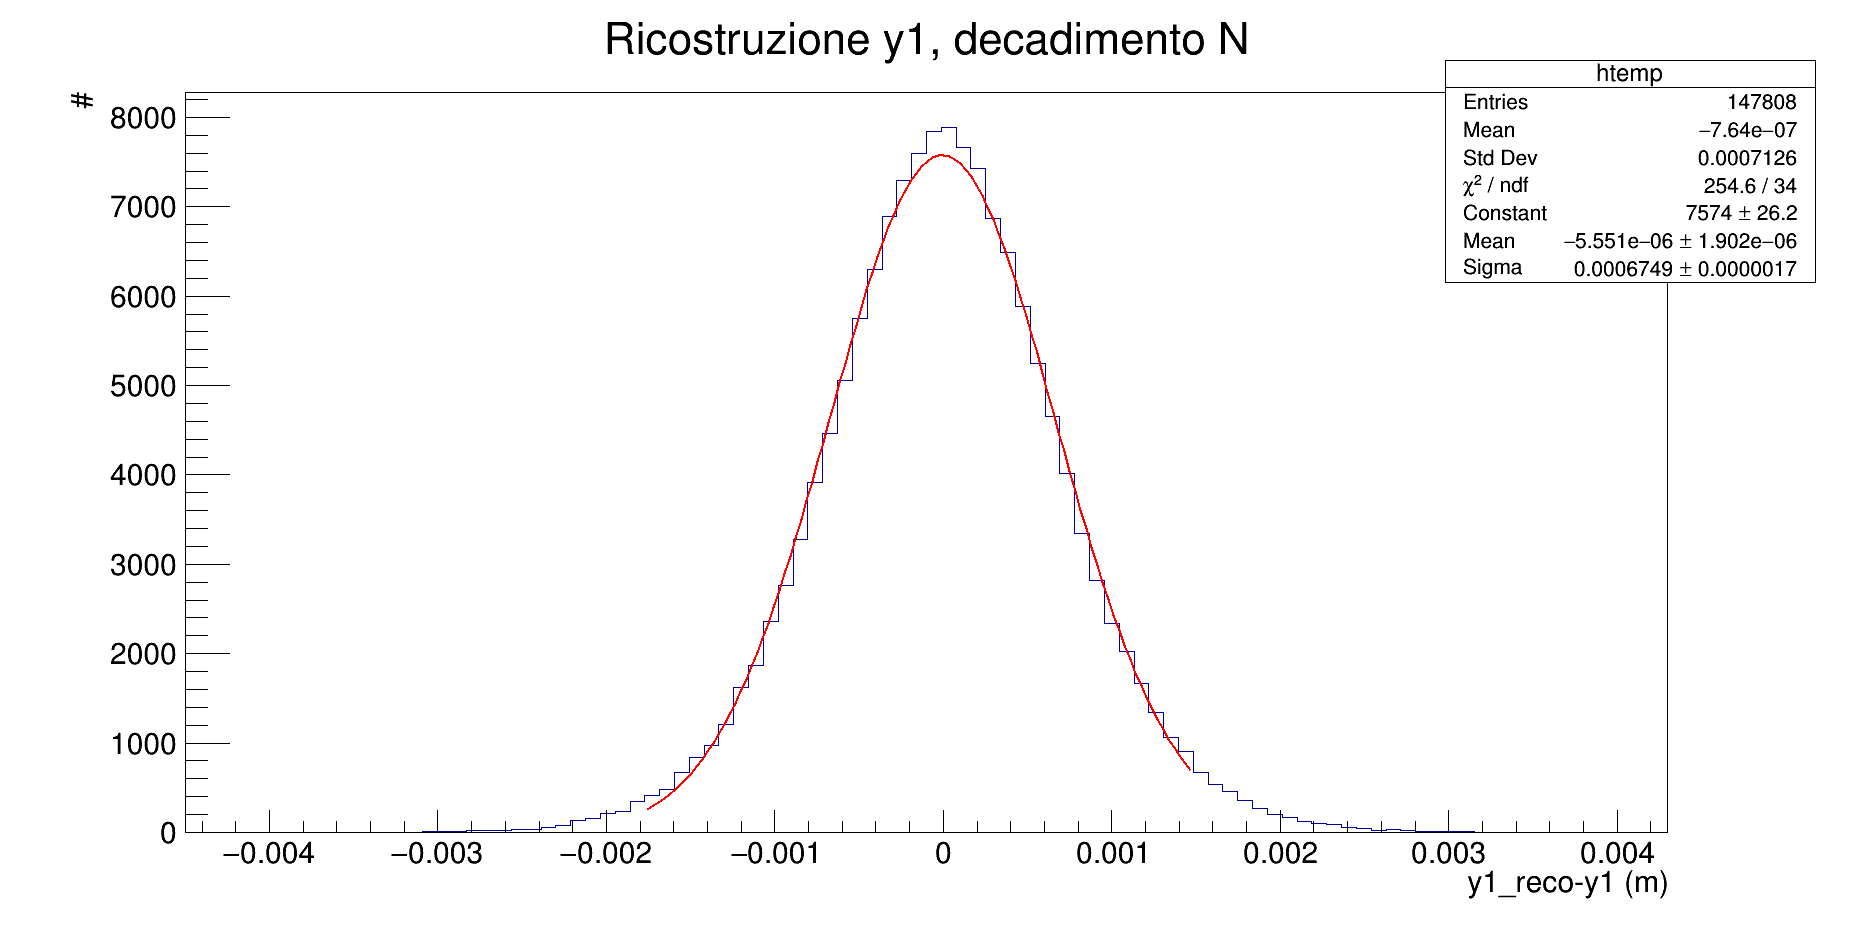 Ricostruzione y1, decadimento N
htemp
Entries 147808
Mean −7.64e−07
Std Dev 0.0007126
χ² / ndf 254.6 / 34
Constant 7574 ± 26.2
Mean −5.551e−06 ± 1.902e−06
Sigma 0.0006749 ± 0.0000017
#
8000
7000
6000
5000
4000
3000
2000
1000
0
−0.004 −0.003 −0.002 −0.001 0 0.001 0.002 0.003 0.004
y1_reco-y1 (m)